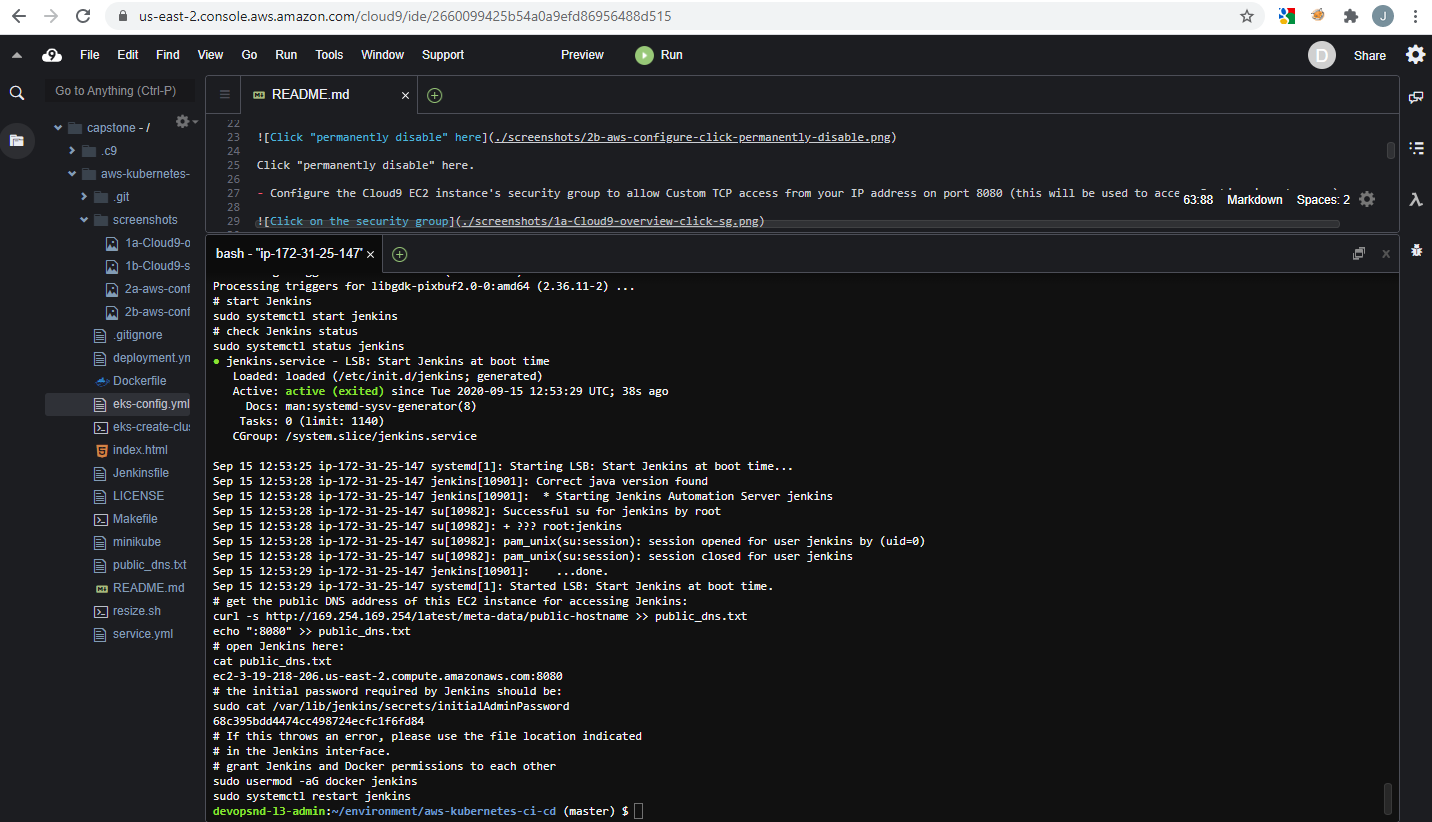 us-east-2.console.aws.amazon.com/cloud9/ide/2660099425b54a0a9efd86956488d515
J
9 File Edit Find View Go Run Tools Window Support Preview Run D Share
Go to Anything (Ctrl-P)
capstone - /
.c9
aws-kubernetes-
.git
screenshots
1a-Cloud9-o
1b-Cloud9-s
2a-aws-conf
2b-aws-conf
.gitignore
deployment.yn
Dockerfile
eks-config.yml
eks-create-clus
index.html
Jenkinsfile
LICENSE
Makefile
minikube
public_dns.txt
README.md
resize.sh
service.yml
README.md
22
23 ![Click "permanently disable" here](./screenshots/2b-aws-configure-click-permanently-disable.png)
24
25 Click "permanently disable" here.
26
27 - Configure the Cloud9 EC2 instance's security group to allow Custom TCP access from your IP address on port 8080 (this will be used to acce
28
29 ![Click on the security group](./screenshots/1a-Cloud9-overview-click-sg.png)
63:88 Markdown Spaces: 2
bash - "ip-172-31-25-147"
Processing triggers for libgdk-pixbuf2.0-0:amd64 (2.36.11-2) ...
# start Jenkins
sudo systemctl start jenkins
# check Jenkins status
sudo systemctl status jenkins
● jenkins.service - LSB: Start Jenkins at boot time
Loaded: loaded (/etc/init.d/jenkins; generated)
Active: active (exited) since Tue 2020-09-15 12:53:29 UTC; 38s ago
Docs: man:systemd-sysv-generator(8)
Tasks: 0 (limit: 1140)
CGroup: /system.slice/jenkins.service
Sep 15 12:53:25 ip-172-31-25-147 systemd[1]: Starting LSB: Start Jenkins at boot time...
Sep 15 12:53:28 ip-172-31-25-147 jenkins[10901]: Correct java version found
Sep 15 12:53:28 ip-172-31-25-147 jenkins[10901]:  * Starting Jenkins Automation Server jenkins
Sep 15 12:53:28 ip-172-31-25-147 su[10982]: Successful su for jenkins by root
Sep 15 12:53:28 ip-172-31-25-147 su[10982]: + ??? root:jenkins
Sep 15 12:53:28 ip-172-31-25-147 su[10982]: pam_unix(su:session): session opened for user jenkins by (uid=0)
Sep 15 12:53:28 ip-172-31-25-147 su[10982]: pam_unix(su:session): session closed for user jenkins
Sep 15 12:53:29 ip-172-31-25-147 jenkins[10901]:    ...done.
Sep 15 12:53:29 ip-172-31-25-147 systemd[1]: Started LSB: Start Jenkins at boot time.
# get the public DNS address of this EC2 instance for accessing Jenkins:
curl -s http://169.254.169.254/latest/meta-data/public-hostname >> public_dns.txt
echo ":8080" >> public_dns.txt
# open Jenkins here:
cat public_dns.txt
ec2-3-19-218-206.us-east-2.compute.amazonaws.com:8080
# the initial password required by Jenkins should be:
sudo cat /var/lib/jenkins/secrets/initialAdminPassword
68c395bdd4474cc498724ecfc1f6fd84
# If this throws an error, please use the file location indicated
# in the Jenkins interface.
# grant Jenkins and Docker permissions to each other
sudo usermod -aG docker jenkins
sudo systemctl restart jenkins
devopsnd-l3-admin:~/environment/aws-kubernetes-ci-cd (master) $